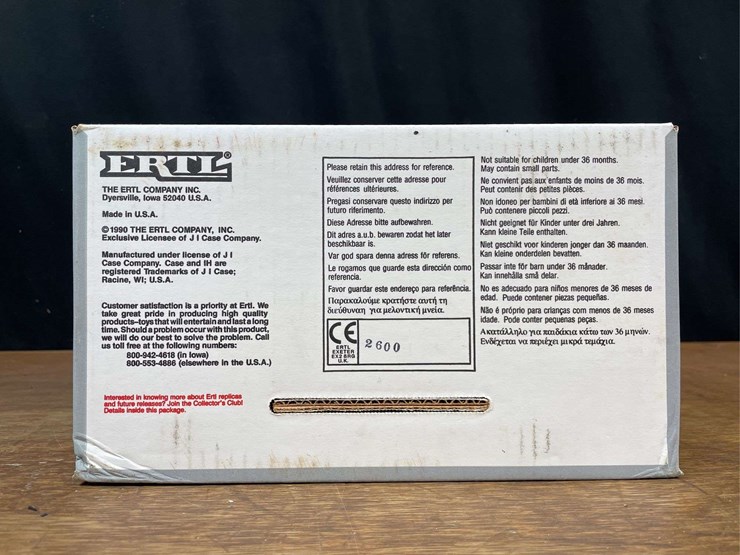 ERTL®
THE ERTL COMPANY INC.
Dyersville, Iowa 52040 U.S.A.
Made in U.S.A.
© 1990 THE ERTL COMPANY, INC.
Exclusive Licensee of J I Case Company.
Manufactured under license of J I
Case Company. Case and IH are
registered Trademarks of J I Case;
Racine, WI; U.S.A.
Customer satisfaction is a priority at Ertl. We
take great pride in producing high quality
products–toys that will entertain and last a long
time. Should a problem occur with this product,
we will do our best to solve the problem. Call
us toll free at the following numbers:
800-942-4618 (in Iowa)
800-553-4886 (elsewhere in the U.S.A.)
Interested in knowing more about Ertl replicas
and future releases? Join the Collector's Club!
Details inside this package.
Please retain this address for reference.
Veuillez conserver cette adresse pour
références ultérieures.
Pregasi conservare questo indirizzo per
futuro riferimento.
Diese Adresse bitte aufbewahren.
Dit adres a.u.b. bewaren zodat het later
beschikbaar is.
Var god spara denna adress för referens.
Le rogamos que guarde esta dirección como
referencia.
Favor guardar este endereço para referência.
Παρακαλούμε κρατήστε αυτή τη
διεύθυναη για μελοντική μνεία.
CE
ERTL
EXETER
EX2 8RG
U.K.
2600
Not suitable for children under 36 months.
May contain small parts.
Ne convient pas aux enfants de moins de 36 mois.
Peut contenir des petites pièces.
Non idoneo per bambini di età inferiore ai 36 mesi.
Può contenere piccoli pezzi.
Nicht geeignet für Kinder unter drei Jahren.
Kann kleine Teile enthalten.
Niet geschikt voor kinderen jonger dan 36 maanden.
Kan kleine onderdelen bevatten.
Passar inte för barn under 36 månader.
Kan innehålla små delar.
No es adecuado para niños menores de 36 meses de
edad. Puede contener piezas pequeñas.
Não é próprio para crianças com menos de 36 meses
idade. Pode conter pequenas peças.
Ακατάλληλο για παιδάκια κάτω των 36 μηνών.
Ενδέχεται να περιέχει μικρά τεμάχια.